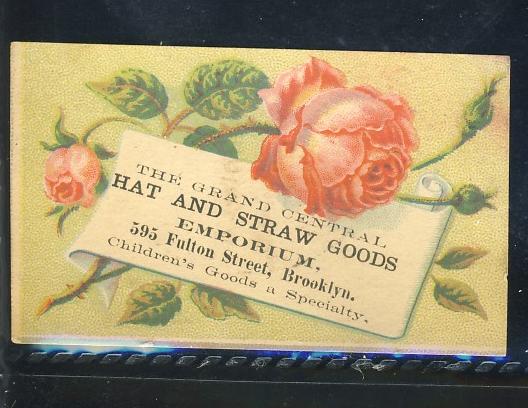 THE GRAND CENTRAL
HAT AND STRAW GOODS
EMPORIUM,
595 Fulton Street, Brooklyn.
Children's Goods a Specialty.